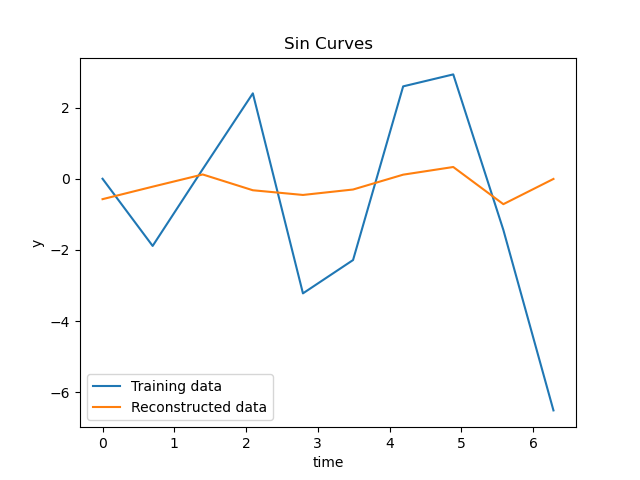 Sin Curves
y
2
0
−2
−4
−6
Training data
Reconstructed data
0 1 2 3 4 5 6
time